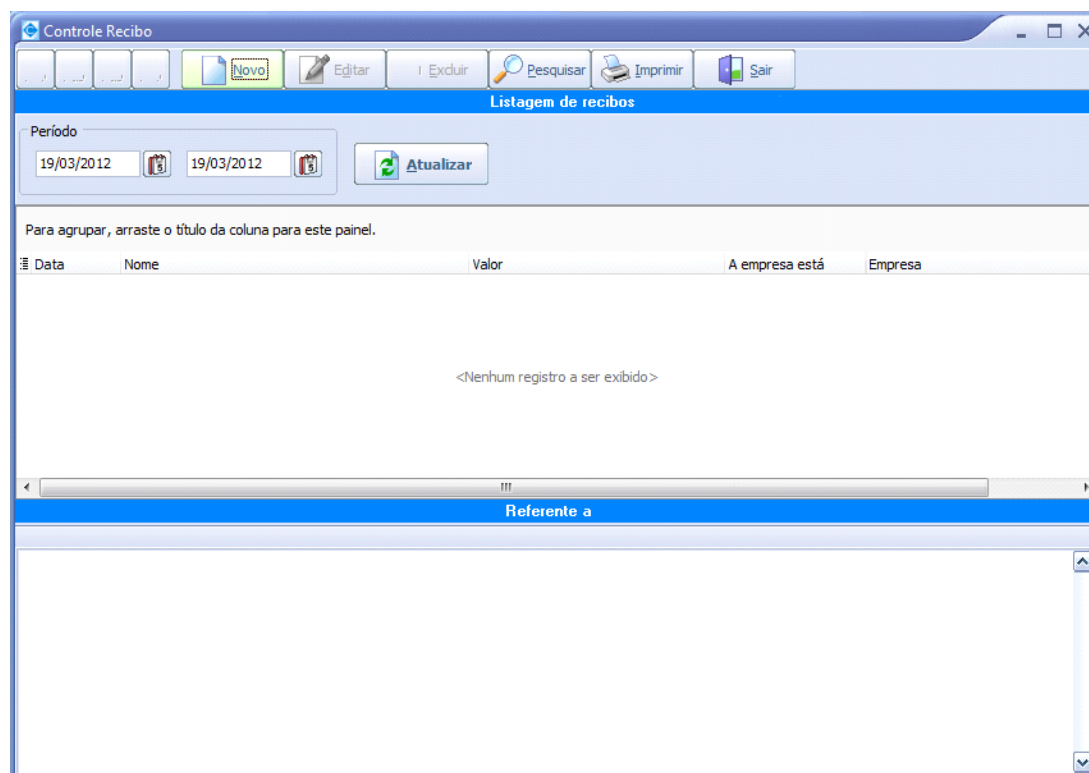 Controle Recibo
Novo Editar Excluir Pesquisar Imprimir Sair
Listagem de recibos
Período
19/03/2012 19/03/2012 Atualizar
Para agrupar, arraste o título da coluna para este painel.
Data Nome Valor A empresa está Empresa
<Nenhum registro a ser exibido>
Referente a